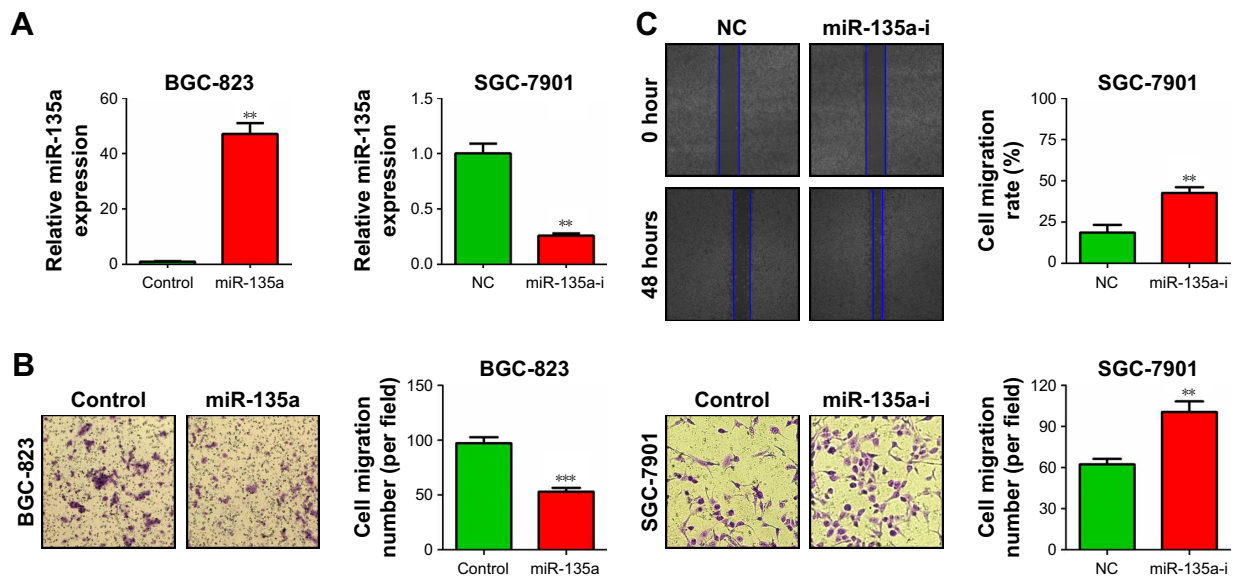 A
BGC-823
Relative miR-135a
expression
60
40
20
0
**
Control
miR-135a
SGC-7901
Relative miR-135a
expression
1.5
1.0
0.5
0.0
**
NC
miR-135a-i
C
NC
miR-135a-i
0 hour
48 hours
SGC-7901
Cell migration
rate (%)
100
75
50
25
0
**
NC
miR-135a-i
B
Control
miR-135a
BGC-823
BGC-823
Cell migration
number (per field)
150
100
50
0
***
Control
miR-135a
Control
miR-135a-i
SGC-7901
SGC-7901
Cell migration
number (per field)
120
90
60
30
0
**
NC
miR-135a-i